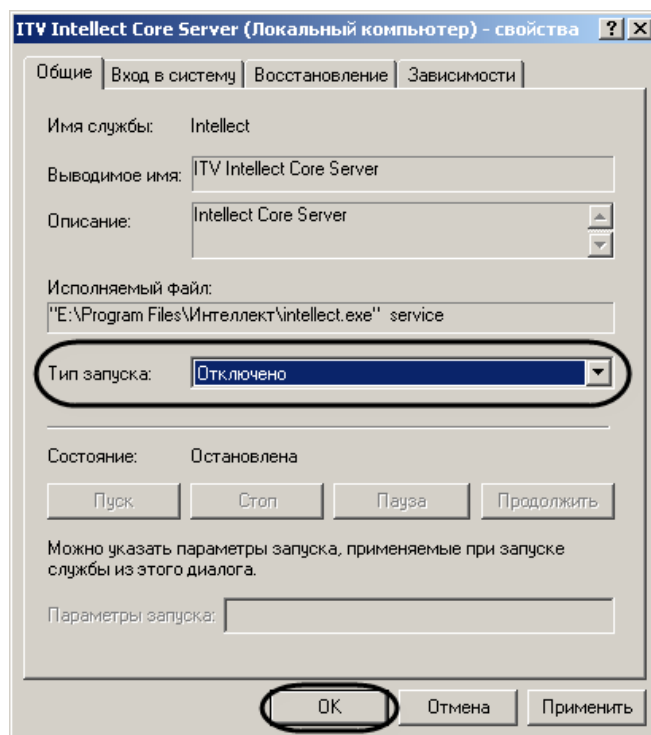 ITV Intellect Core Server (Локальный компьютер) - свойства
Общие Вход в систему Восстановление Зависимости
Имя службы: Intellect
Выводимое имя: ITV Intellect Core Server
Описание: Intellect Core Server
Исполняемый файл:
"E:\Program Files\Интеллект\intellect.exe" service
Тип запуска: Отключено
Состояние: Остановлена
Пуск Стоп Пауза Продолжить
Можно указать параметры запуска, применяемые при запуске
службы из этого диалога.
Параметры запуска:
OK Отмена Применить